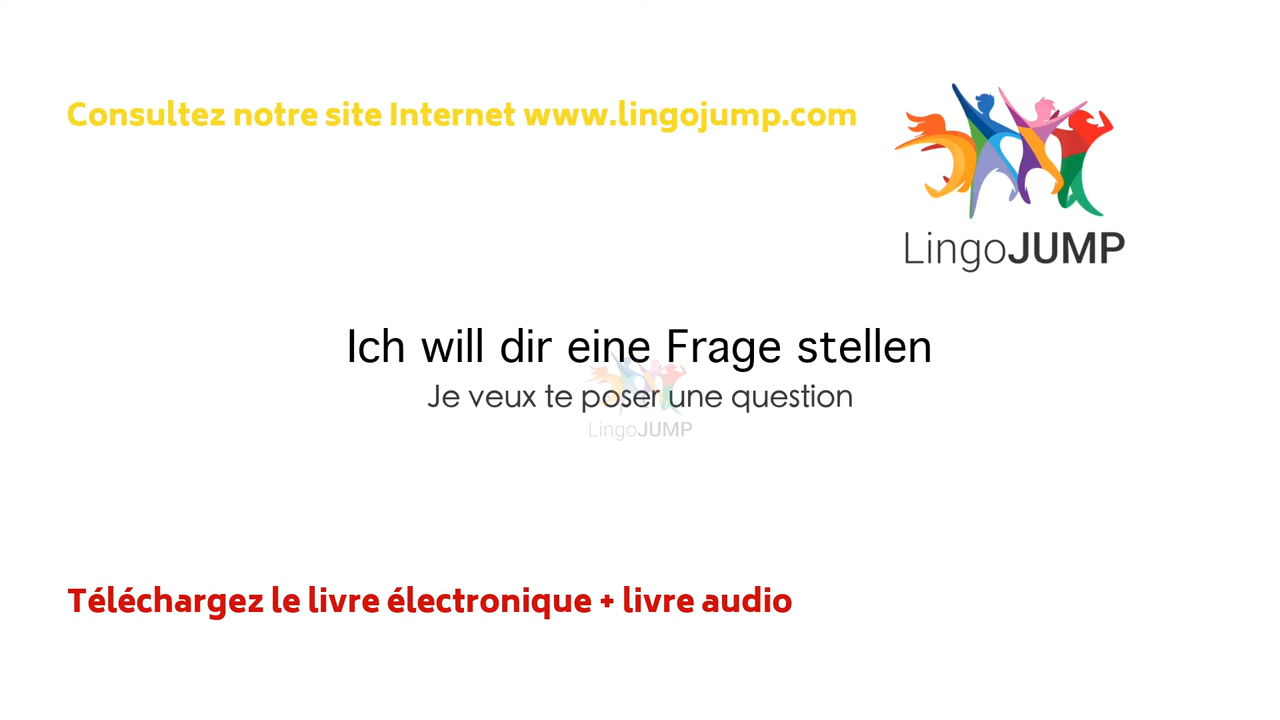 Consultez notre site Internet www.lingojump.com
LingoJUMP
Ich will dir eine Frage stellen
Je veux te poser une question
LingoJUMP
Téléchargez le livre électronique + livre audio